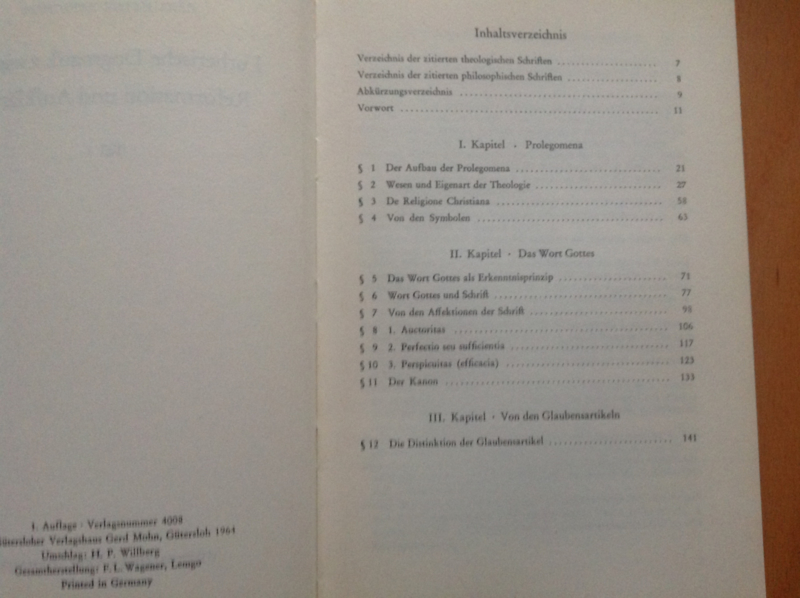 1. Auflage · Verlagsnummer 4008
Gütersloher Verlagshaus Gerd Mohn, Gütersloh 1964
Umschlag: H. P. Willberg
Gesamtherstellung: F. L. Wagener, Lemgo
Printed in Germany
Inhaltsverzeichnis
Verzeichnis der zitierten theologischen Schriften 7
Verzeichnis der zitierten philosophischen Schriften 8
Abkürzungsverzeichnis 9
Vorwort 11
I. Kapitel · Prolegomena
§ 1 Der Aufbau der Prolegomena 21
§ 2 Wesen und Eigenart der Theologie 27
§ 3 De Religione Christiana 58
§ 4 Von den Symbolen 63
II. Kapitel · Das Wort Gottes
§ 5 Das Wort Gottes als Erkenntnisprinzip 71
§ 6 Wort Gottes und Schrift 77
§ 7 Von den Affektionen der Schrift 98
§ 8 1. Auctoritas 106
§ 9 2. Perfectio seu sufficientia 117
§ 10 3. Perspicuitas (efficacia) 123
§ 11 Der Kanon 133
III. Kapitel · Von den Glaubensartikeln
§ 12 Die Distinktion der Glaubensartikel 141